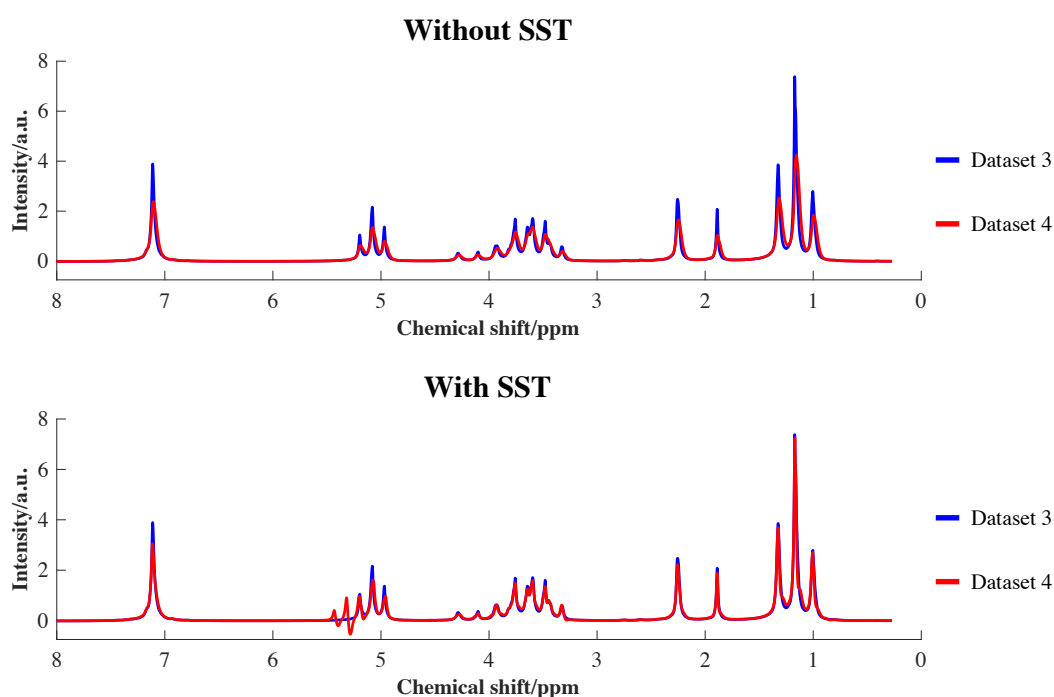 Without SST
8
6
4
2
0
Intensity/a.u.
8 7 6 5 4 3 2 1 0
Chemical shift/ppm
Dataset 3
Dataset 4
With SST
8
6
4
2
0
Intensity/a.u.
8 7 6 5 4 3 2 1 0
Chemical shift/ppm
Dataset 3
Dataset 4